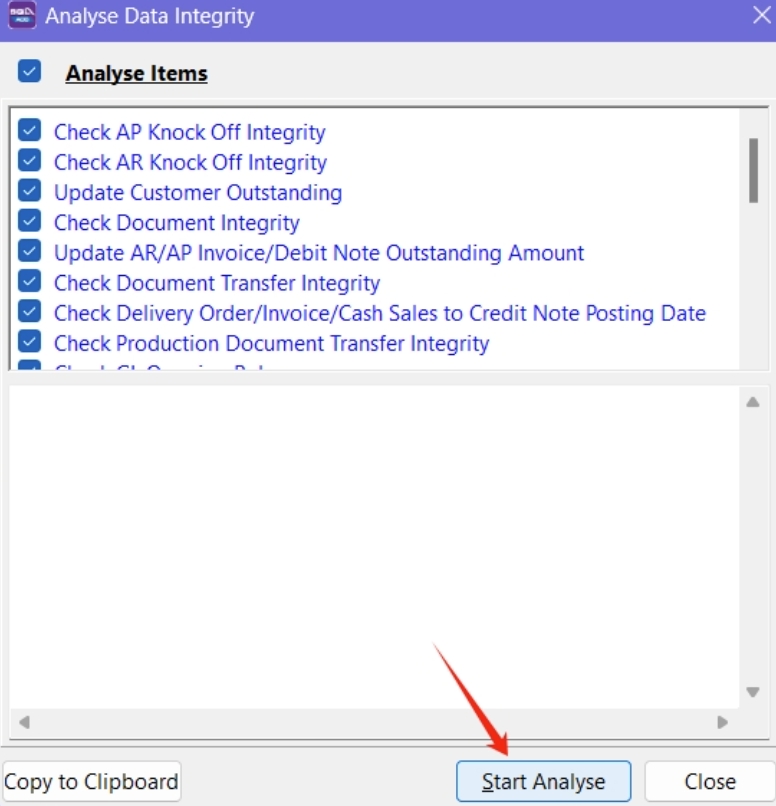 Analyse Data Integrity
Analyse Items
Check AP Knock Off Integrity
Check AR Knock Off Integrity
Update Customer Outstanding
Check Document Integrity
Update AR/AP Invoice/Debit Note Outstanding Amount
Check Document Transfer Integrity
Check Delivery Order/Invoice/Cash Sales to Credit Note Posting Date
Check Production Document Transfer Integrity
Copy to Clipboard
Start Analyse
Close